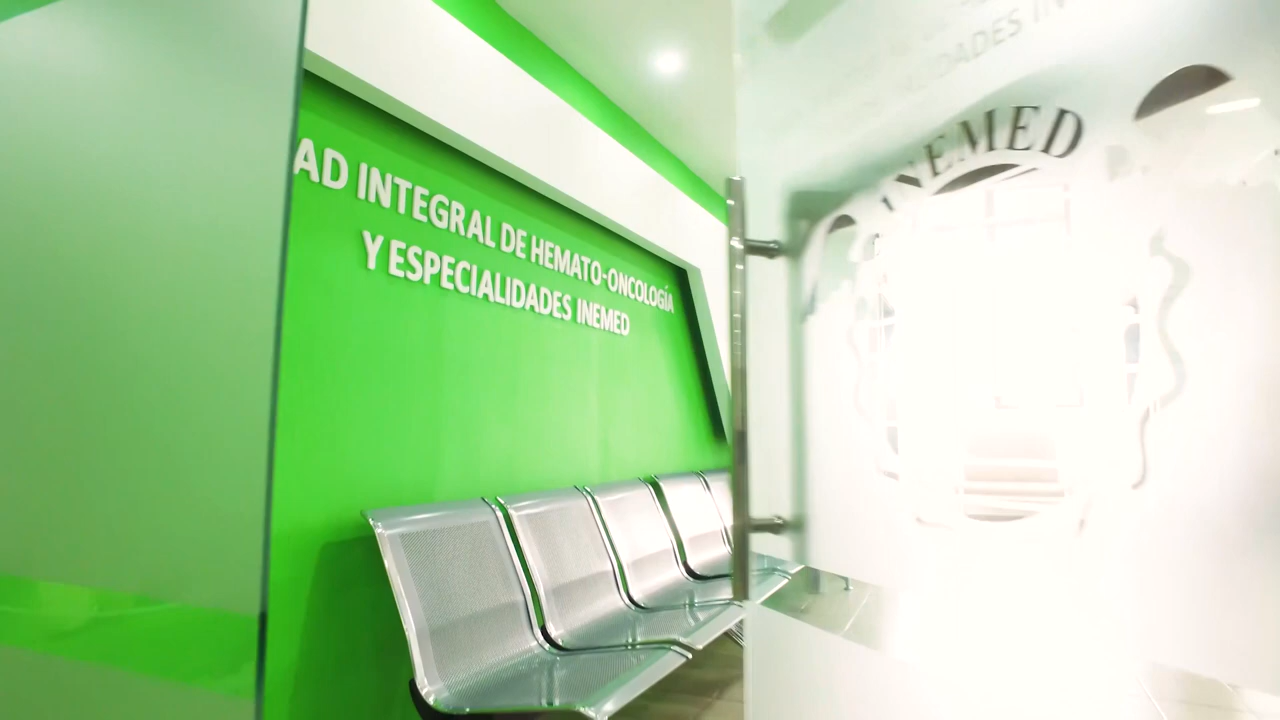 AD INTEGRAL DE HEMATO-ONCOLOGÍA
Y ESPECIALIDADES INEMED
INEMED